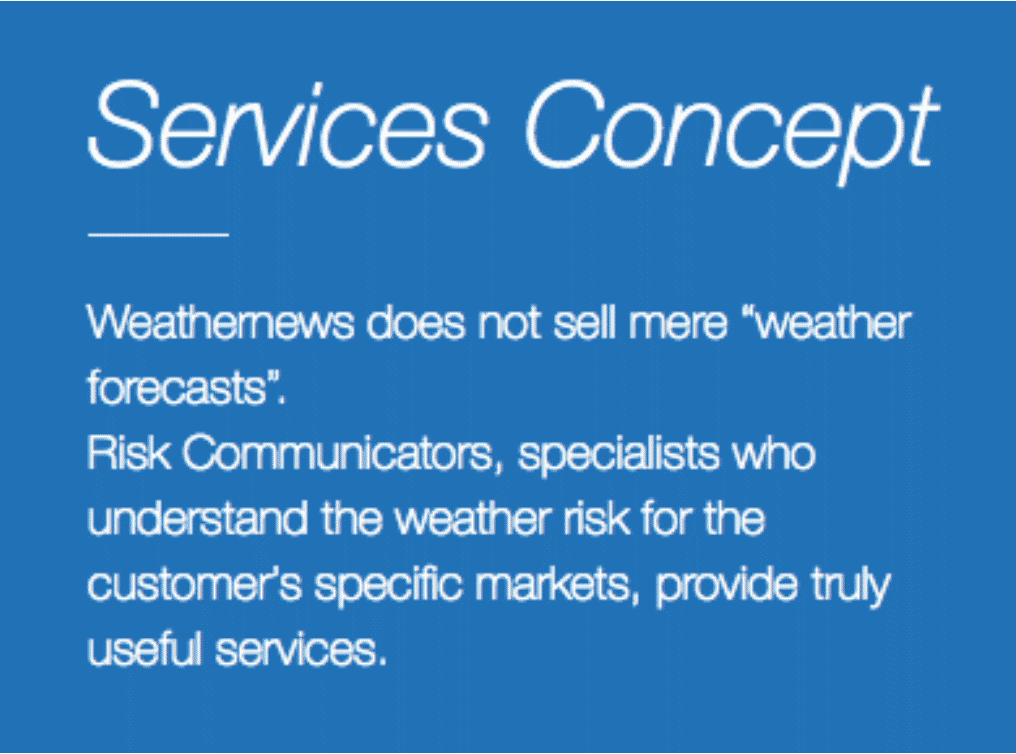 Services Concept
Weathernews does not sell mere “weather
forecasts”.
Risk Communicators, specialists who
understand the weather risk for the
customer’s specific markets, provide truly
useful services.